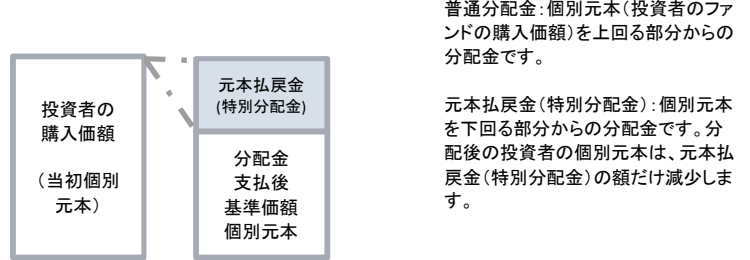 投資者の
購入価額
（当初個別
元本）
元本払戻金
(特別分配金)
分配金
支払後
基準価額
個別元本
普通分配金：個別元本（投資者のファ
ンドの購入価額）を上回る部分からの
分配金です。
元本払戻金（特別分配金）：個別元本
を下回る部分からの分配金です。分
配後の投資者の個別元本は、元本払
戻金（特別分配金）の額だけ減少しま
す。